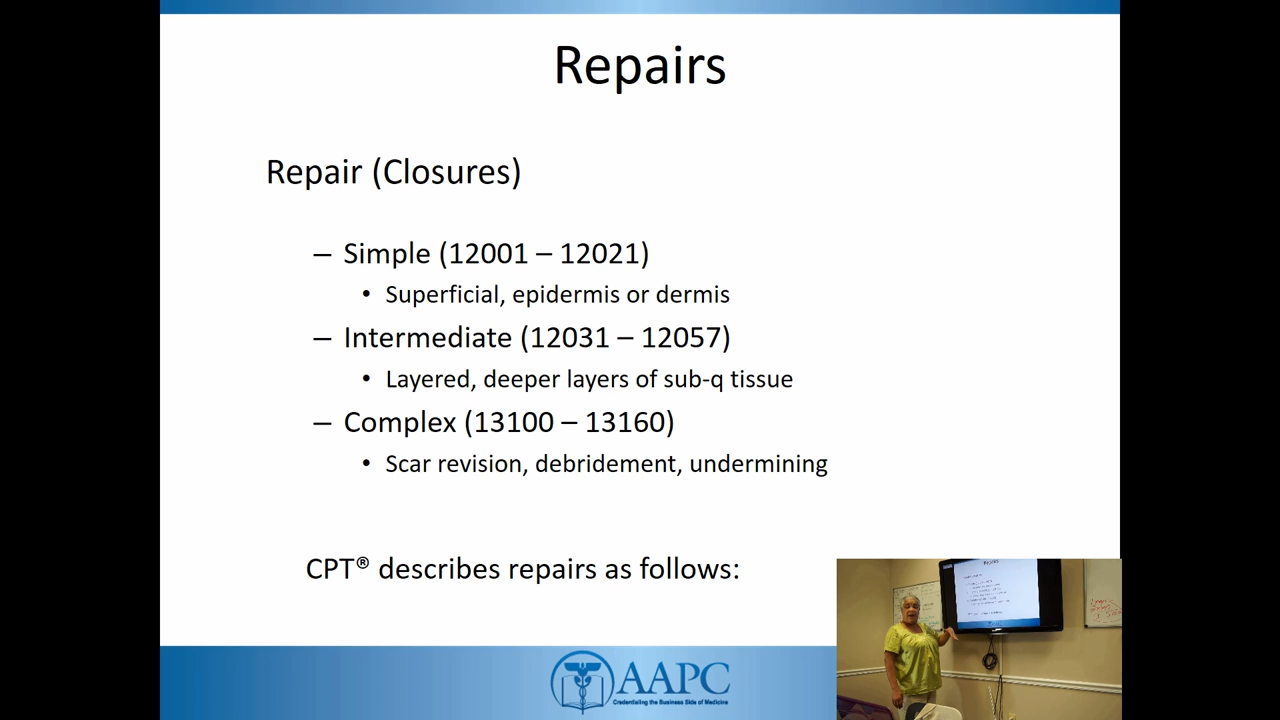 Repairs
Repair (Closures)
– Simple (12001 – 12021)
• Superficial, epidermis or dermis
– Intermediate (12031 – 12057)
• Layered, deeper layers of sub-q tissue
– Complex (13100 – 13160)
• Scar revision, debridement, undermining
CPT® describes repairs as follows:
AAPC
Credentialing the Business Side of Medicine
Repairs